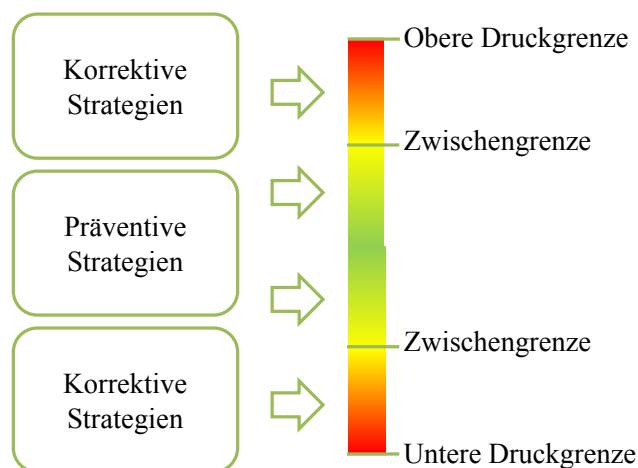 Korrektive
Strategien
Präventive
Strategien
Korrektive
Strategien
Obere Druckgrenze
Zwischengrenze
Zwischengrenze
Untere Druckgrenze